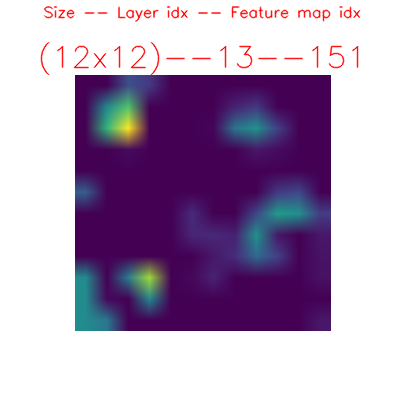 Size -- Layer idx -- Feature map idx
(12x12)--13--151